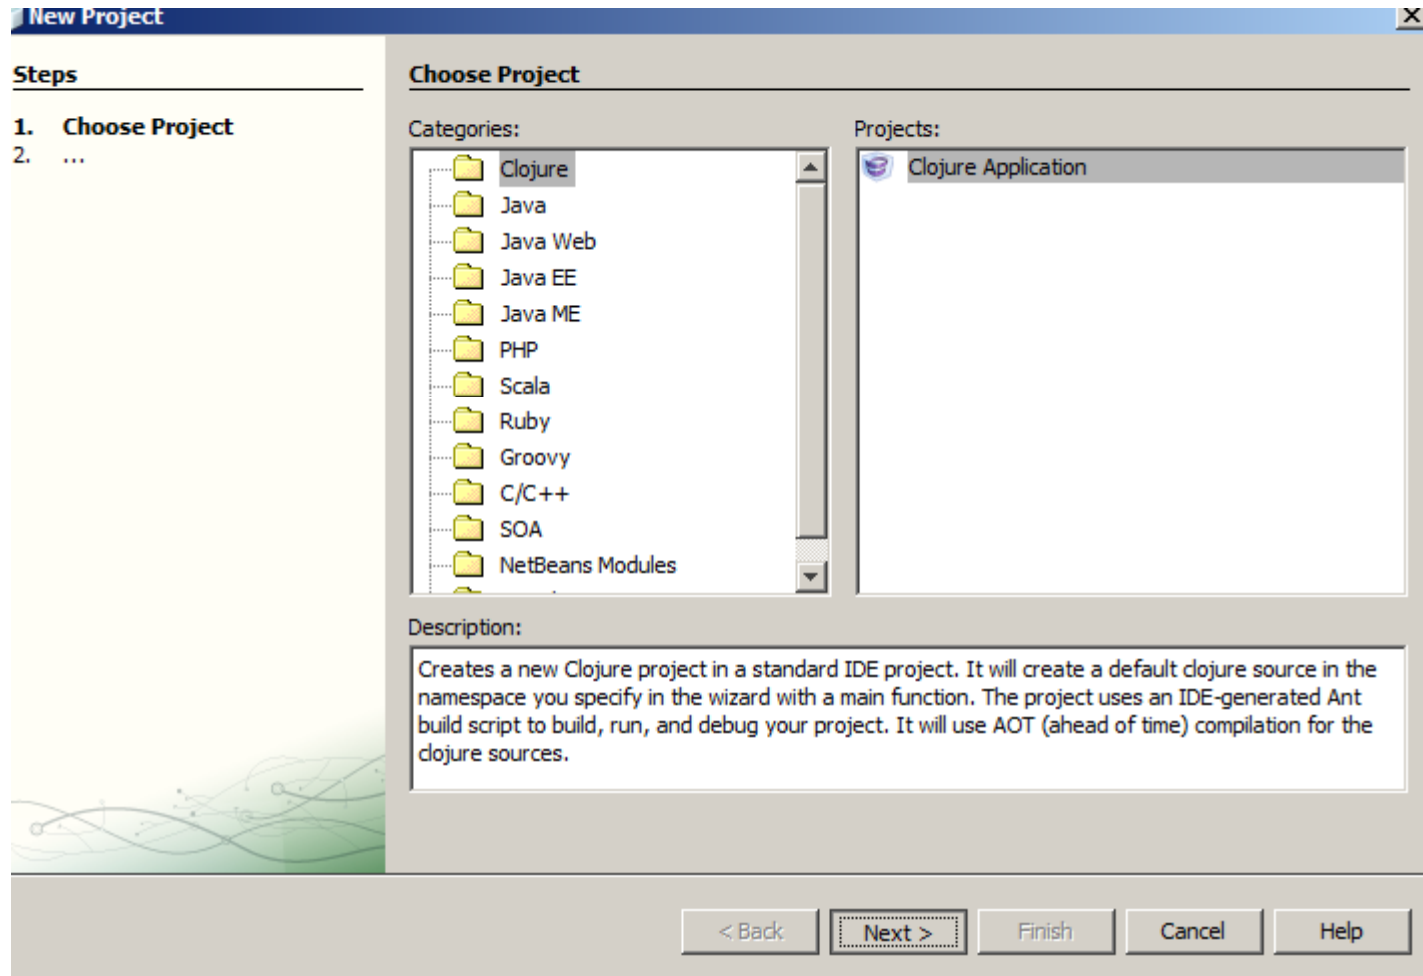 New Project
Steps
1. Choose Project
2. ...
Choose Project
Categories:
Clojure
Java
Java Web
Java EE
Java ME
PHP
Scala
Ruby
Groovy
C/C++
SOA
NetBeans Modules
Projects:
Clojure Application
Description:
Creates a new Clojure project in a standard IDE project. It will create a default clojure source in the
namespace you specify in the wizard with a main function. The project uses an IDE-generated Ant
build script to build, run, and debug your project. It will use AOT (ahead of time) compilation for the
clojure sources.
< Back Next > Finish Cancel Help